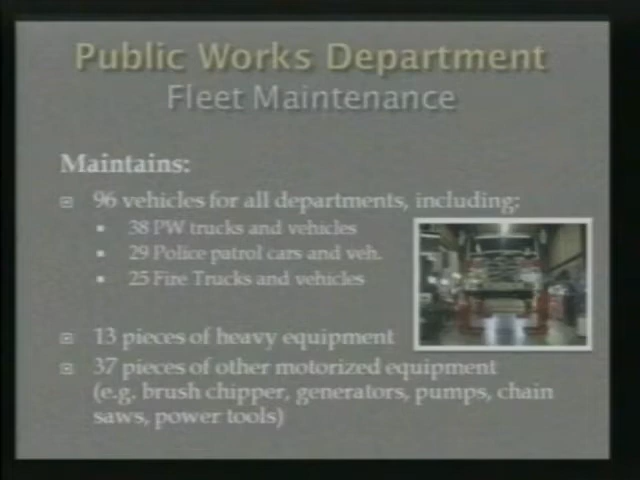 Public Works Department
Fleet Maintenance
Maintains:
96 vehicles for all departments, including:
38 PW trucks and vehicles
29 Police patrol cars and veh.
25 Fire Trucks and vehicles
13 pieces of heavy equipment
37 pieces of other motorized equipment
(e.g. brush chipper, generators, pumps, chain
saws, power tools)